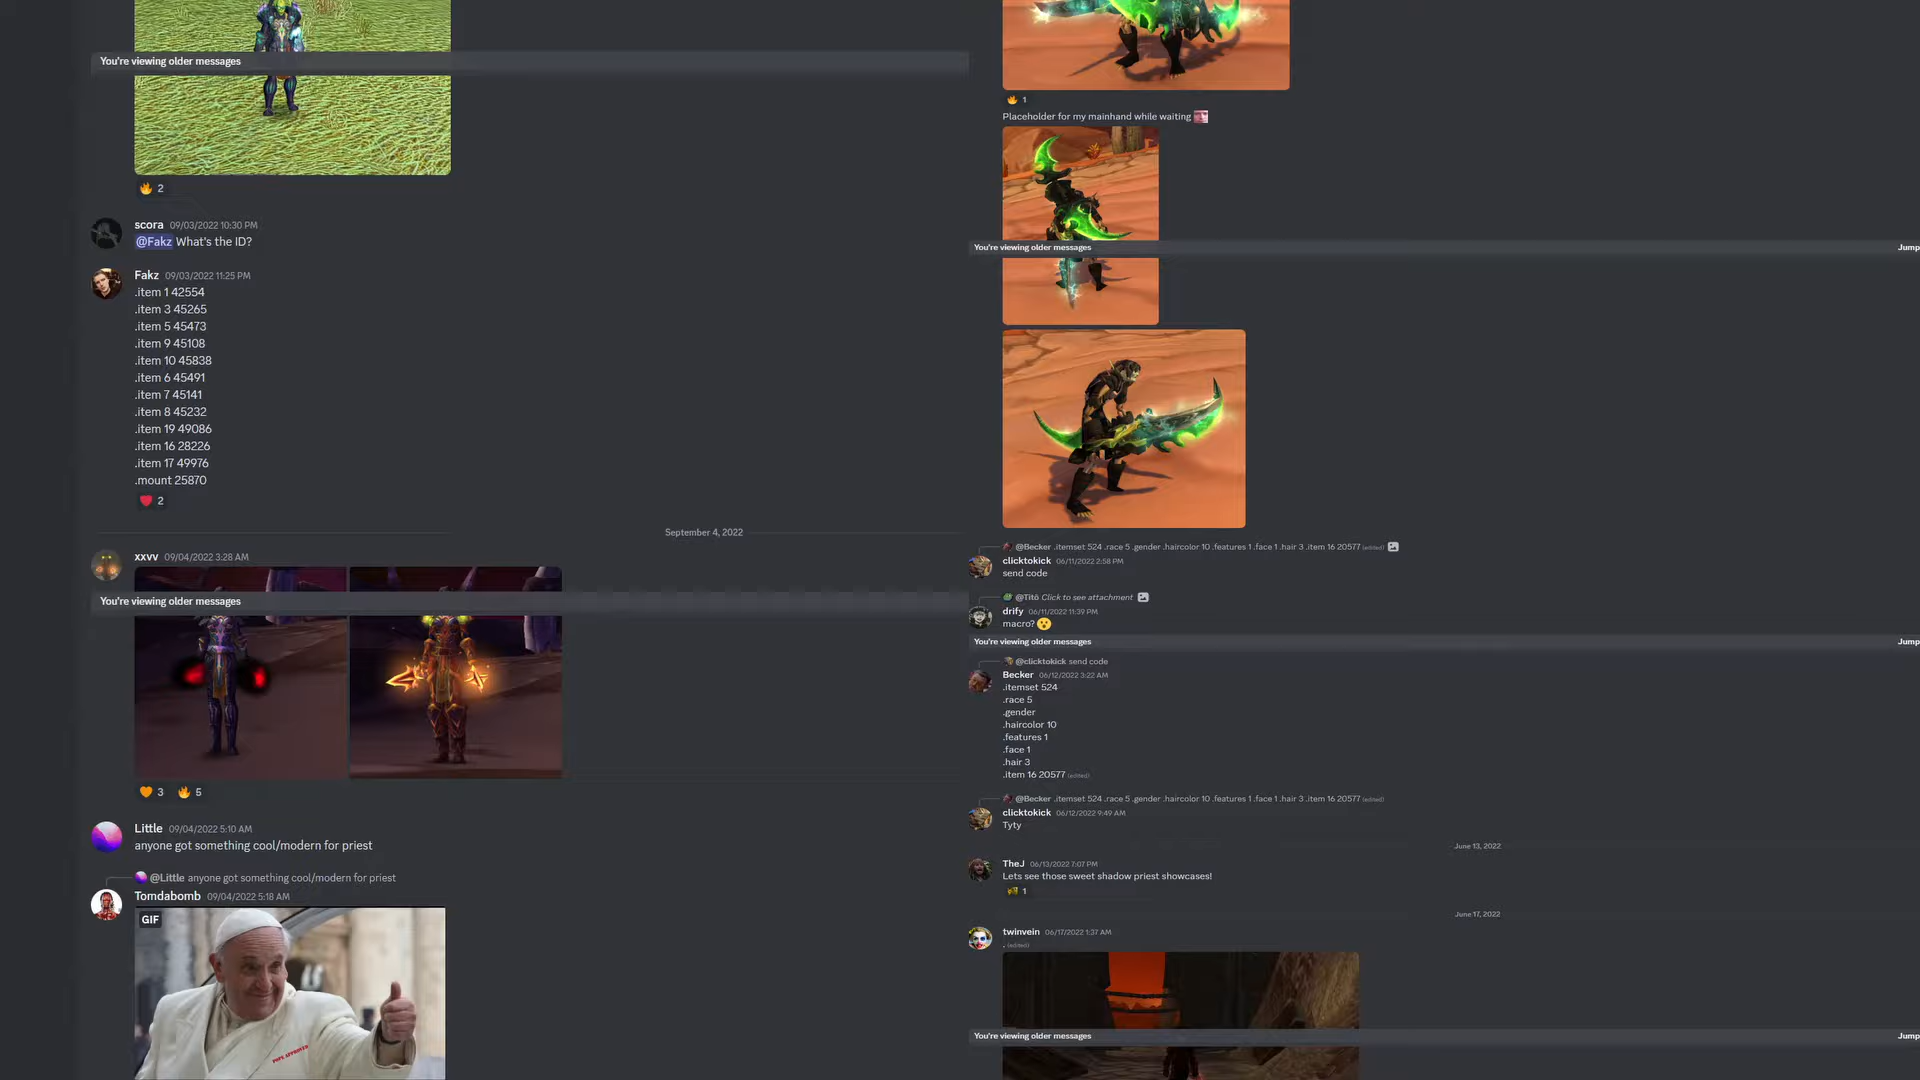 You're viewing older messages
2
scora 09/03/2022 10:30 PM
@Fakz What's the ID?
Fakz 09/03/2022 11:25 PM
.item 1 42554
.item 3 45265
.item 5 45473
.item 9 45108
.item 10 45838
.item 6 45491
.item 7 45141
.item 8 45232
.item 19 49086
.item 16 28226
.item 17 49976
.mount 25870
2
September 4, 2022
xxvv 09/04/2022 3:28 AM
You're viewing older messages
3 5
Little 09/04/2022 5:10 AM
anyone got something cool/modern for priest
@Little anyone got something cool/modern for priest
Tomdabomb 09/04/2022 5:18 AM
GIF
POPE APPROVED
1
Placeholder for my mainhand while waiting
You're viewing older messages Jump
@Becker .itemset 524 .race 5 .gender .haircolor 10 .features 1 .face 1 .hair 3 .item 16 20577 (edited)
clicktokick 06/11/2022 2:58 PM
send code
@Titó Click to see attachment
drify 06/11/2022 11:39 PM
macro?
You're viewing older messages Jump
@clicktokick send code
Becker 06/12/2022 3:22 AM
.itemset 524
.race 5
.gender
.haircolor 10
.features 1
.face 1
.hair 3
.item 16 20577 (edited)
@Becker .itemset 524 .race 5 .gender .haircolor 10 .features 1 .face 1 .hair 3 .item 16 20577 (edited)
clicktokick 06/12/2022 9:49 AM
Tyty
June 13, 2022
TheJ 06/13/2022 7:07 PM
Lets see those sweet shadow priest showcases!
1
June 17, 2022
twinvein 06/17/2022 1:37 AM
. (edited)
You're viewing older messages Jump